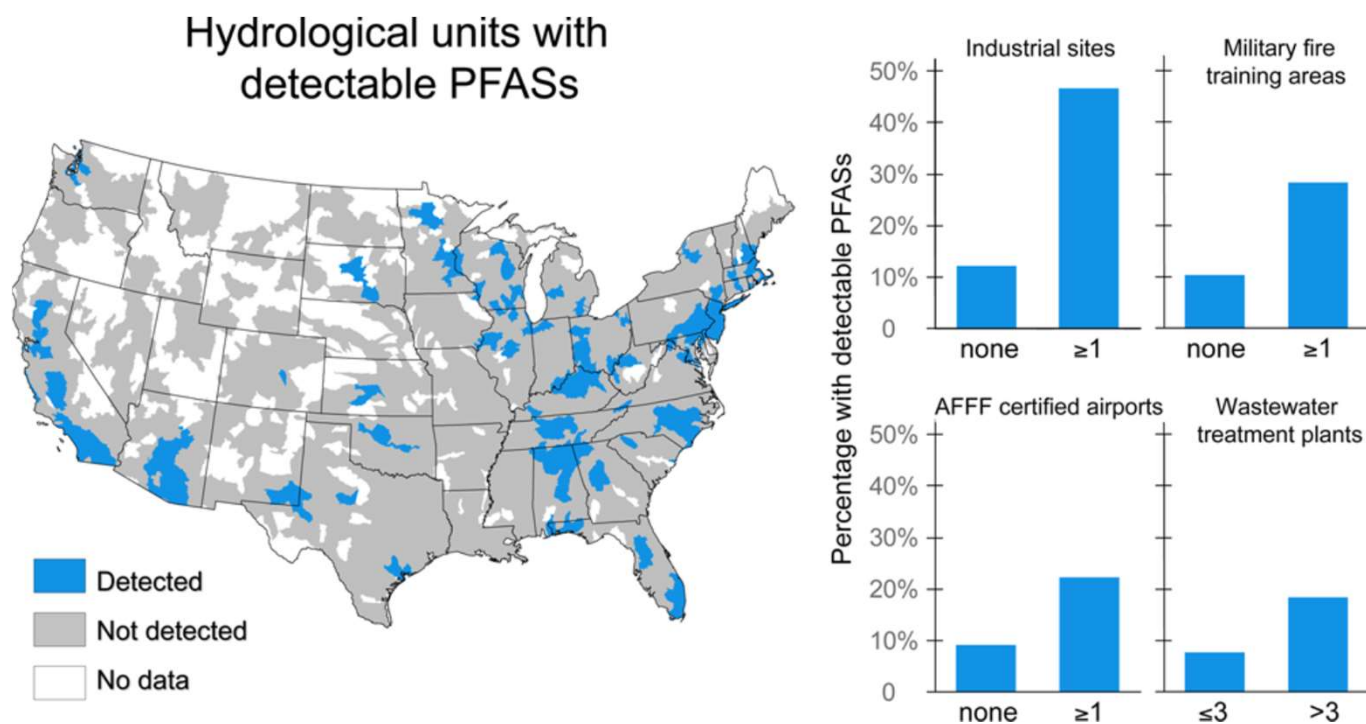 Hydrological units with
detectable PFASs
Detected
Not detected
No data
Percentage with detectable PFASs
Industrial sites
50%
40%
30%
20%
10%
0
none
≥1
Military fire
training areas
none
≥1
AFFF certified airports
50%
40%
30%
20%
10%
0
none
≥1
Wastewater
treatment plants
≤3
>3